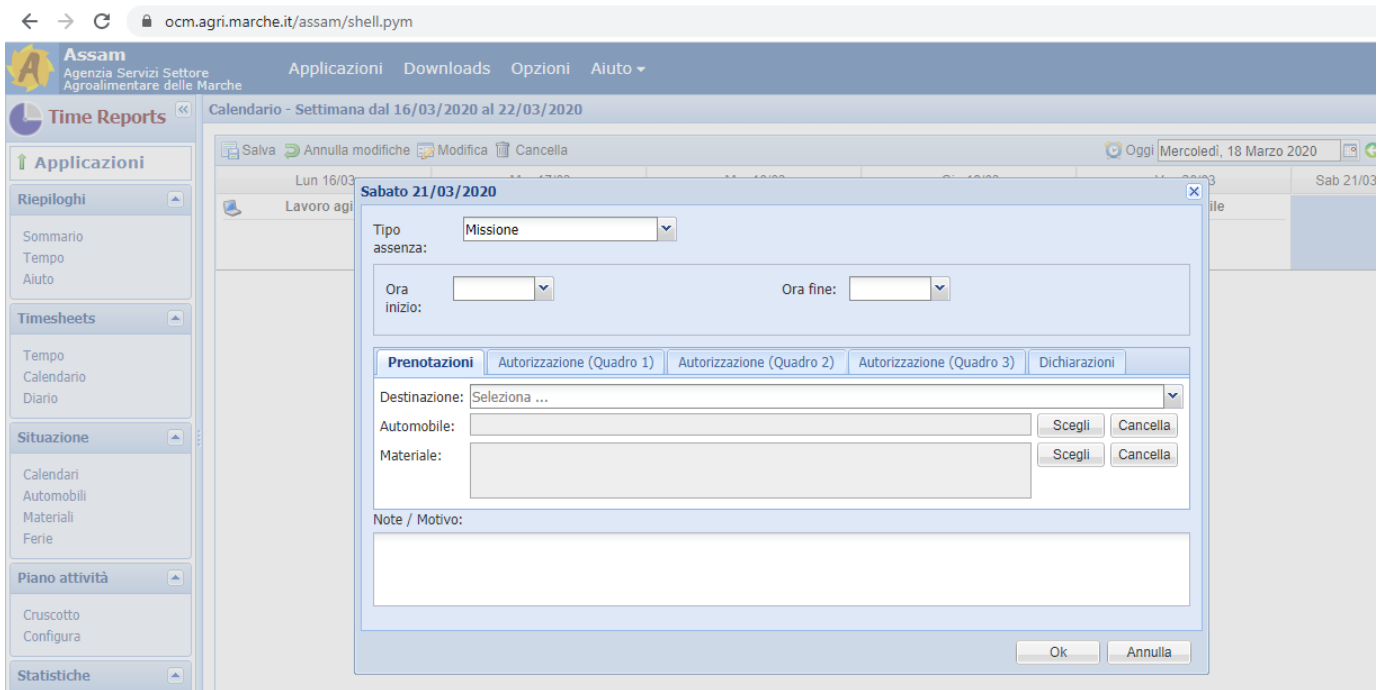 ocm.agri.marche.it/assam/shell.pym
Assam
Agenzia Servizi Settore
Agroalimentare delle Marche
Applicazioni Downloads Opzioni Aiuto
Time Reports
Calendario - Settimana dal 16/03/2020 al 22/03/2020
Applicazioni
Salva Annulla modifiche Modifica Cancella
Oggi Mercoledì, 18 Marzo 2020
Lun 16/03
Sab 21/03
Lavoro agi
ile
Riepiloghi
Sommario
Tempo
Aiuto
Timesheets
Tempo
Calendario
Diario
Situazione
Calendari
Automobili
Materiali
Ferie
Piano attività
Cruscotto
Configura
Statistiche
Sabato 21/03/2020
Tipo
assenza:
Missione
Ora
inizio:
Ora fine:
Prenotazioni Autorizzazione (Quadro 1) Autorizzazione (Quadro 2) Autorizzazione (Quadro 3) Dichiarazioni
Destinazione: Seleziona ...
Automobile: Scegli Cancella
Materiale: Scegli Cancella
Note / Motivo:
Ok Annulla